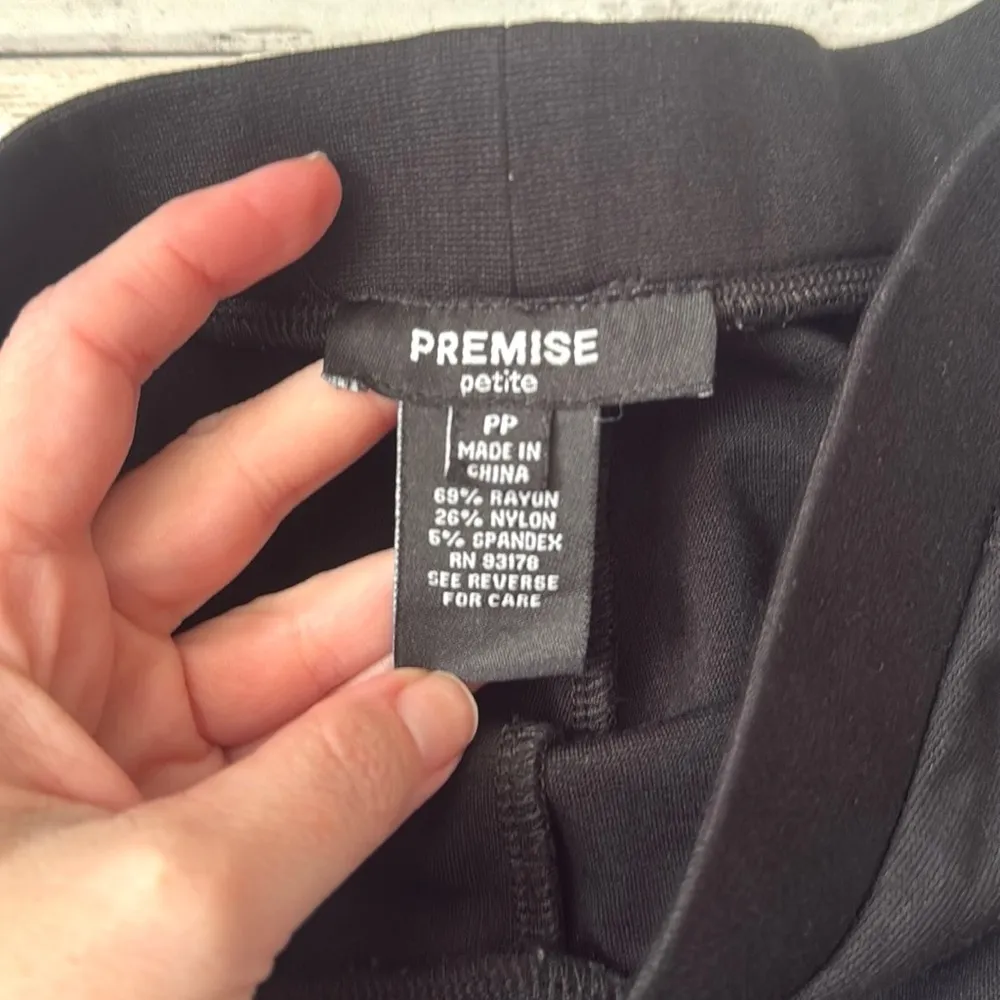 PREMISE
petite
PP
MADE IN
CHINA
69% RAYON
26% NYLON
5% SPANDEX
RN 93178
SEE REVERSE
FOR CARE